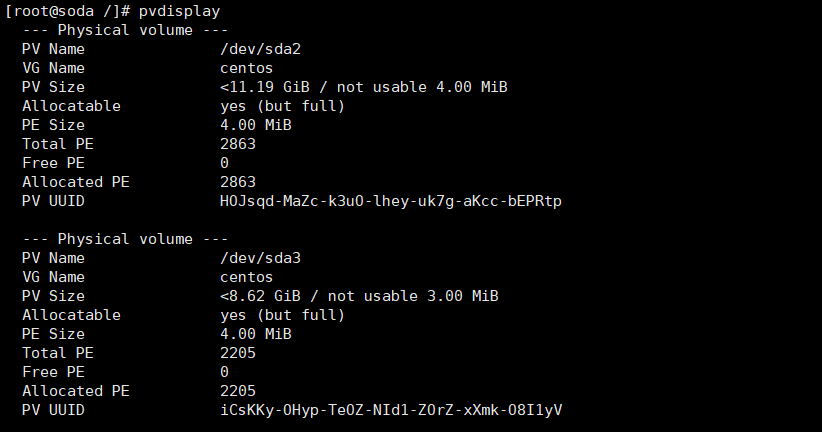 [root@soda /]# pvdisplay
  --- Physical volume ---
  PV Name               /dev/sda2
  VG Name               centos
  PV Size               <11.19 GiB / not usable 4.00 MiB
  Allocatable           yes (but full)
  PE Size               4.00 MiB
  Total PE              2863
  Free PE               0
  Allocated PE          2863
  PV UUID               HOJsqd-MaZc-k3uO-lhey-uk7g-aKcc-bEPRtp

  --- Physical volume ---
  PV Name               /dev/sda3
  VG Name               centos
  PV Size               <8.62 GiB / not usable 3.00 MiB
  Allocatable           yes (but full)
  PE Size               4.00 MiB
  Total PE              2205
  Free PE               0
  Allocated PE          2205
  PV UUID               iCsKKy-OHyp-TeOZ-NId1-ZOrZ-xXmk-O8I1yV